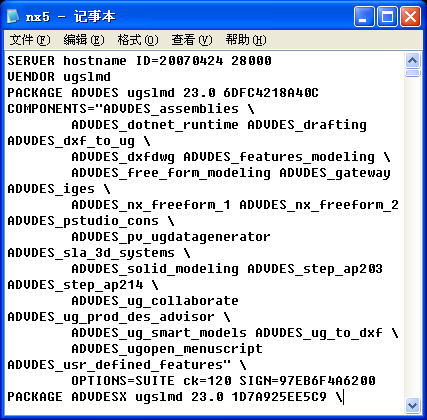 nx5 - 记事本
文件(F) 编辑(E) 格式(O) 查看(V) 帮助(H)
SERVER hostname ID=20070424 28000
VENDOR ugslmd
PACKAGE ADVDES ugslmd 23.0 6DFC4218A40C
COMPONENTS="ADVDES_assemblies \
ADVDES_dotnet_runtime ADVDES_drafting
ADVDES_dxf_to_ug \
ADVDES_dxfdwg ADVDES_features_modeling \
ADVDES_free_form_modeling ADVDES_gateway
ADVDES_iges \
ADVDES_nx_freeform_1 ADVDES_nx_freeform_2
ADVDES_pstudio_cons \
ADVDES_pv_ugdatagenerator
ADVDES_sla_3d_systems \
ADVDES_solid_modeling ADVDES_step_ap203
ADVDES_step_ap214 \
ADVDES_ug_collaborate
ADVDES_ug_prod_des_advisor \
ADVDES_ug_smart_models ADVDES_ug_to_dxf \
ADVDES_ugopen_menuscript
ADVDES_usr_defined_features" \
OPTIONS=SUITE ck=120 SIGN=97EB6F4A6200
PACKAGE ADVDESX ugslmd 23.0 1D7A925EE5C9 \